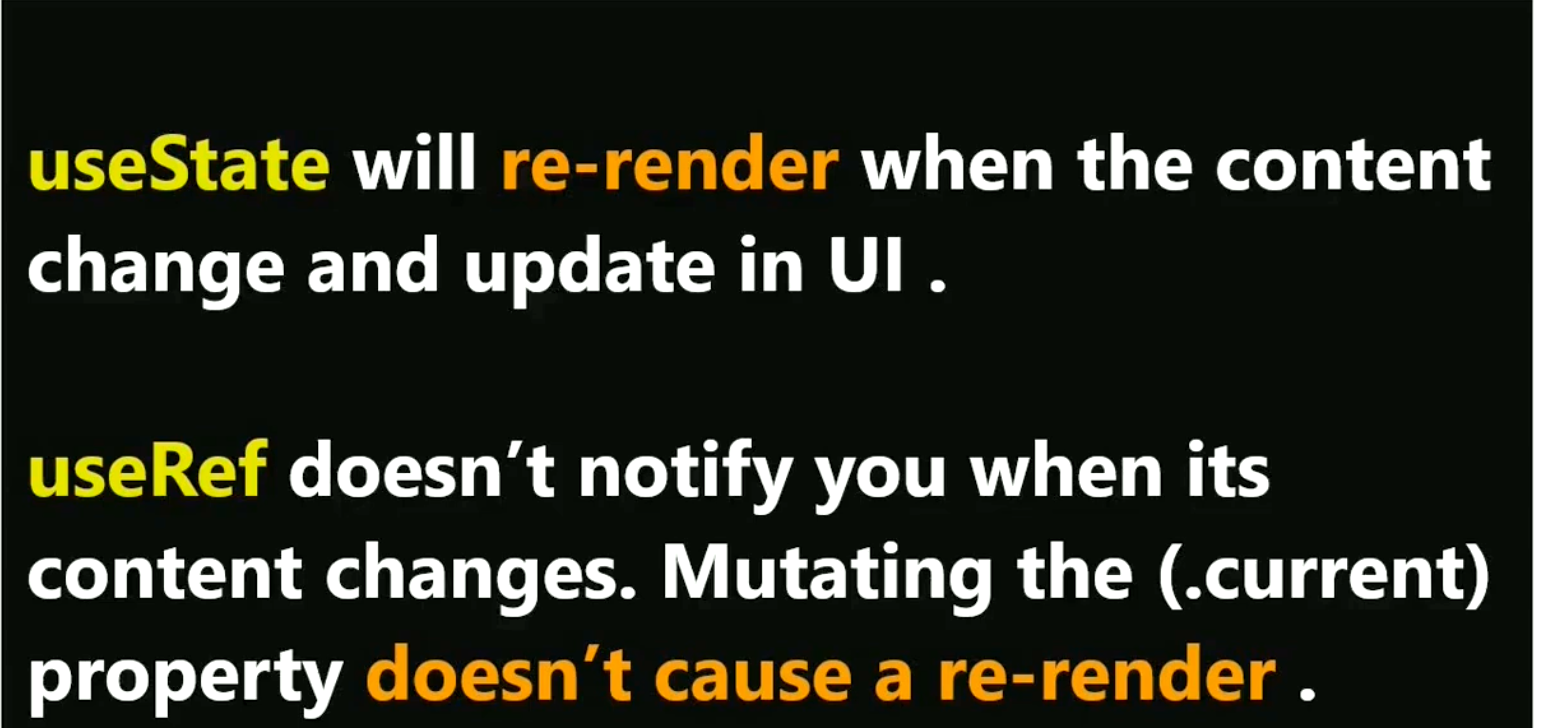 useState will re-render when the content
change and update in UI .
useRef doesn’t notify you when its
content changes. Mutating the (.current)
property doesn’t cause a re-render .